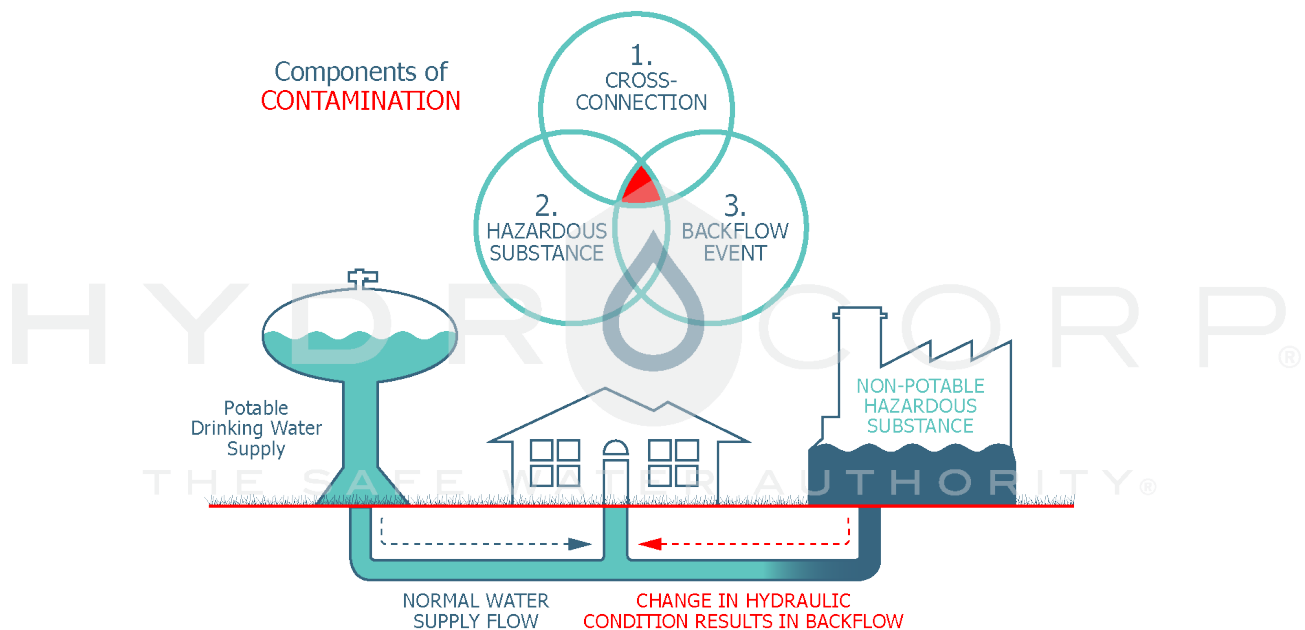 Components of
CONTAMINATION
1.
CROSS-
CONNECTION
2.
HAZARDOUS
SUBSTANCE
3.
BACKFLOW
EVENT
HYDROCORP®
Potable
Drinking Water
Supply
NON-POTABLE
HAZARDOUS
SUBSTANCE
THE SAFE WATER AUTHORITY®
NORMAL WATER
SUPPLY FLOW
CHANGE IN HYDRAULIC
CONDITION RESULTS IN BACKFLOW